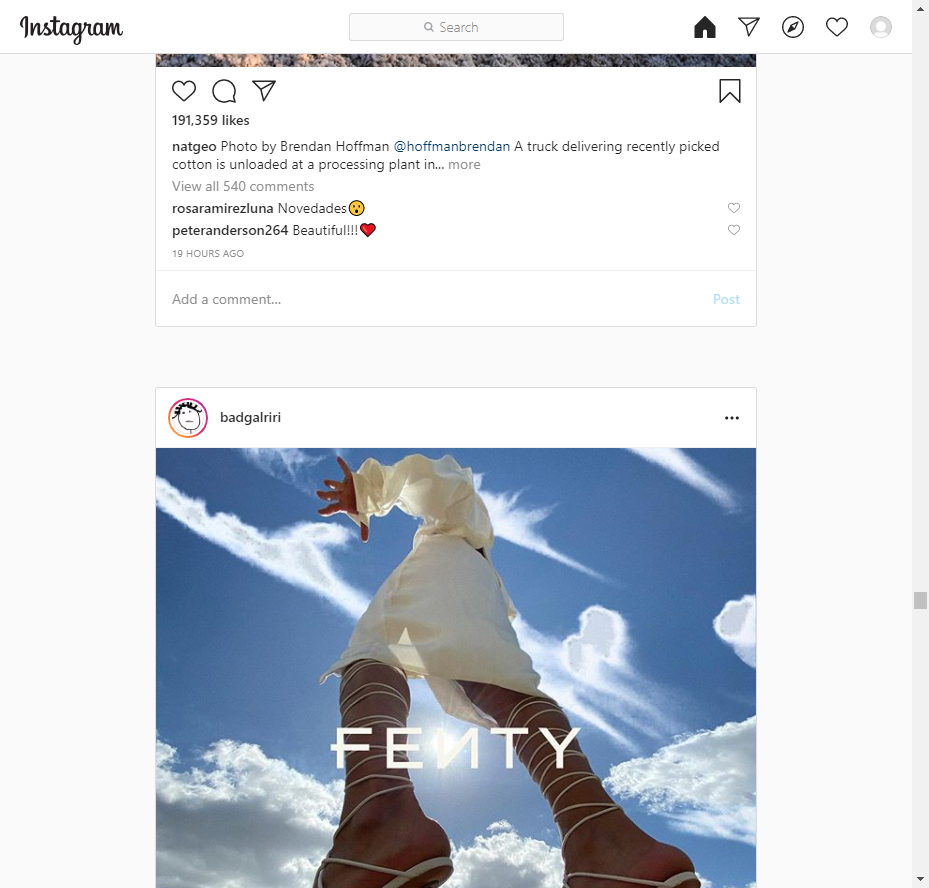 Instagram
Search
191,359 likes
natgeo Photo by Brendan Hoffman @hoffmanbrendan A truck delivering recently picked
cotton is unloaded at a processing plant in... more
View all 540 comments
rosaramirezluna Novedades😮
peteranderson264 Beautiful!!!❤️
19 HOURS AGO
Add a comment... Post
badgalriri
FENTY